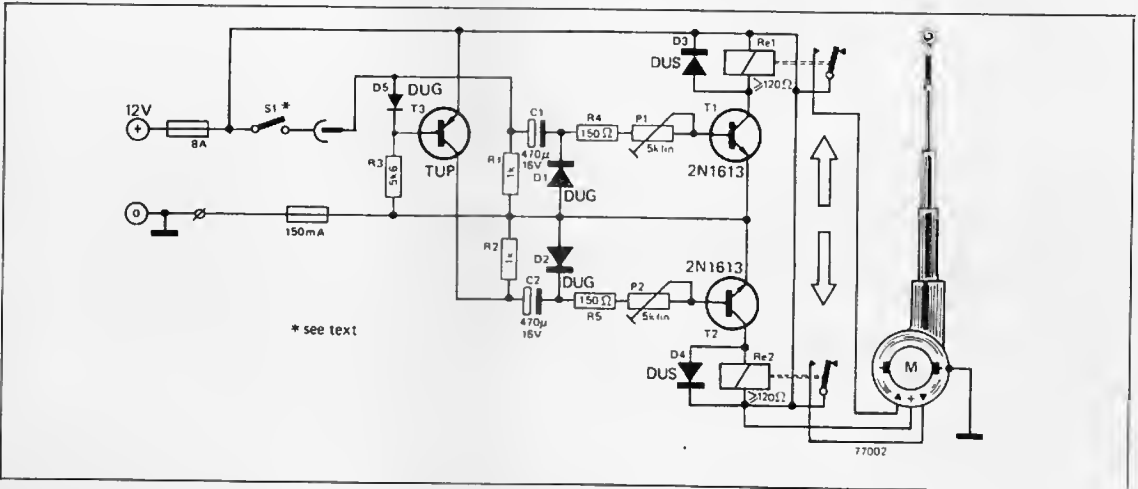 12V
+
8A
S1 *
D5
DUG
T3
TUP
R3
5k6
R1
1k
C1
470µ
16V
D1
DUG
R4
150Ω
P1
5k lin
T1
2N1613
D3
DUS
Re1
≥120Ω
0
150mA
R2
1k
C2
470µ
16V
D2
DUG
150Ω
R5
P2
5k lin
2N1613
T2
D4
DUS
Re2
≥120Ω
* see text
M
+
77002